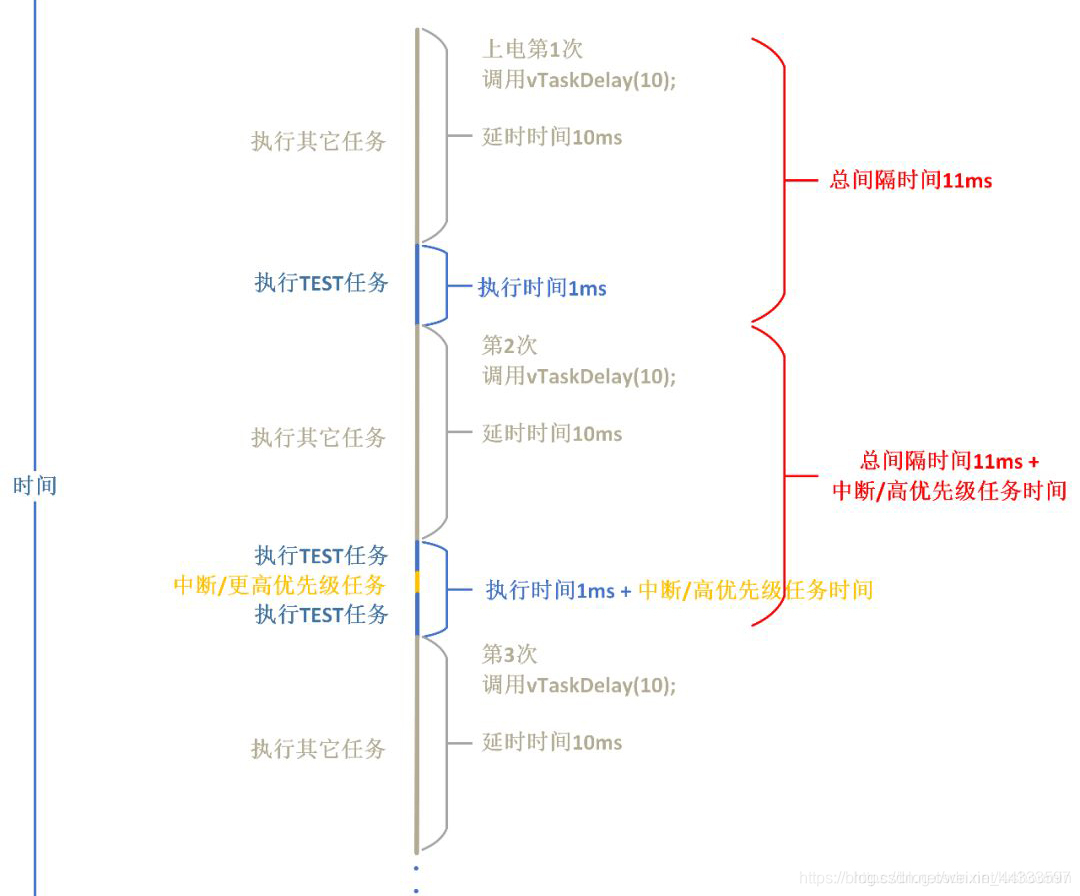 上电第1次
调用vTaskDelay(10);
执行其它任务
延时时间10ms
总间隔时间11ms
执行TEST任务
执行时间1ms
第2次
调用vTaskDelay(10);
执行其它任务
延时时间10ms
总间隔时间11ms +
中断/高优先级任务时间
时间
执行TEST任务
中断/更高优先级任务
执行TEST任务
执行时间1ms + 中断/高优先级任务时间
第3次
调用vTaskDelay(10);
执行其它任务
延时时间10ms